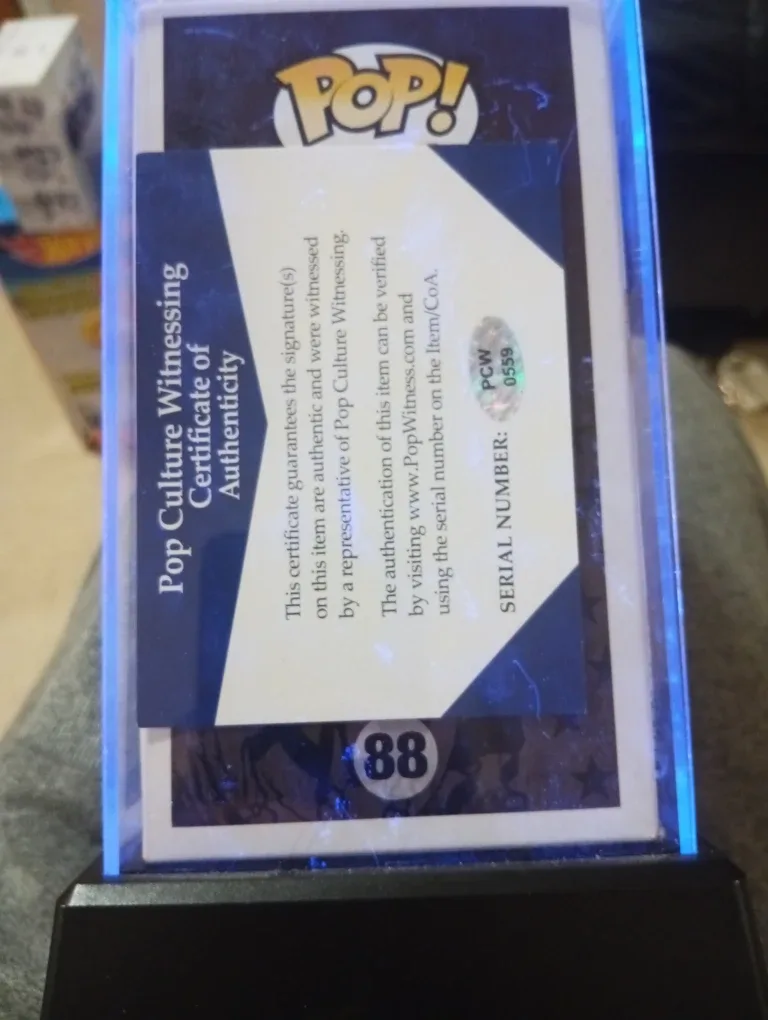 POP!
Pop Culture Witnessing
Certificate of
Authenticity
This certificate guarantees the signature(s)
on this item are authentic and were witnessed
by a representative of Pop Culture Witnessing.
The authentication of this item can be verified
by visiting www.PopWitness.com and
using the serial number on the Item/CoA.
SERIAL NUMBER:
PCW
0559
88